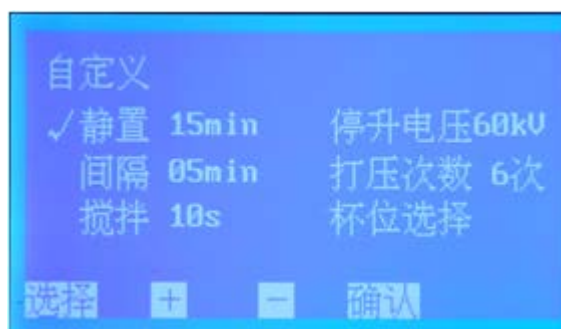 自定义
✓静置 15min 停升电压60kV
间隔 05min 打压次数 6次
搅拌 10s 杯位选择
选择 + - 确认